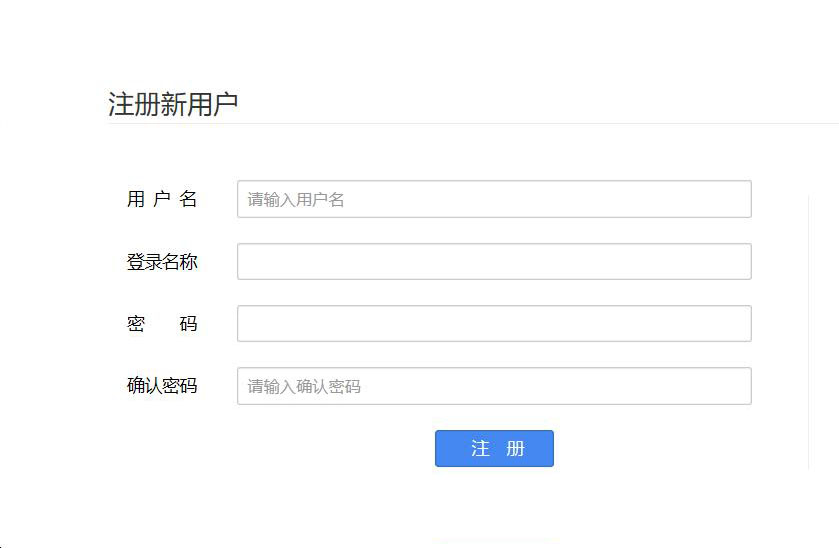 注册新用户
用 户 名 请输入用户名
登录名称
密 码
确认密码 请输入确认密码
注 册